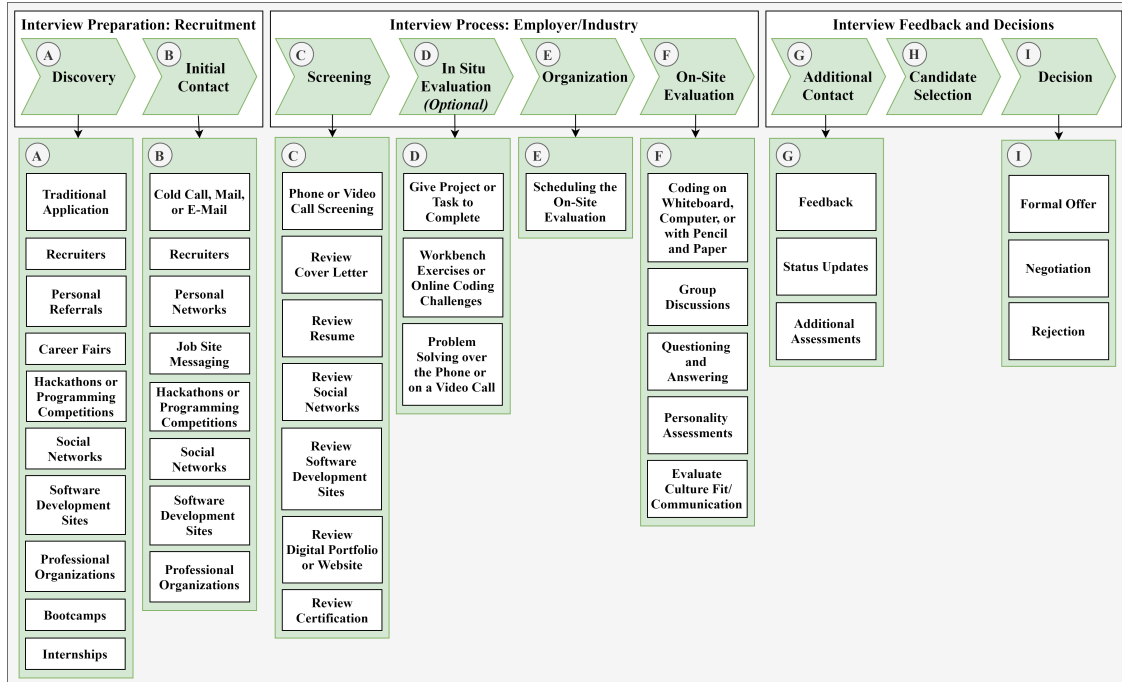 Interview Preparation: Recruitment
A
Discovery
B
Initial
Contact
Interview Process: Employer/Industry
C
Screening
D
In Situ
Evaluation
(Optional)
E
Organization
F
On-Site
Evaluation
Interview Feedback and Decisions
G
Additional
Contact
H
Candidate
Selection
I
Decision
A
Traditional
Application
Recruiters
Personal
Referrals
Career Fairs
Hackathons or
Programming
Competitions
Social
Networks
Software
Development
Sites
Professional
Organizations
Bootcamps
Internships
B
Cold Call, Mail,
or E-Mail
Recruiters
Personal
Networks
Job Site
Messaging
Hackathons or
Programming
Competitions
Social
Networks
Software
Development
Sites
Professional
Organizations
C
Phone or Video
Call Screening
Review
Cover Letter
Review
Resume
Review
Social
Networks
Review
Software
Development
Sites
Review
Digital Portfolio
or Website
Review
Certification
D
Give Project or
Task to
Complete
Workbench
Exercises or
Online Coding
Challenges
Problem
Solving over
the Phone or
on a Video Call
E
Scheduling the
On-Site
Evaluation
F
Coding on
Whiteboard,
Computer, or
with Pencil
and Paper
Group
Discussions
Questioning
and
Answering
Personality
Assessments
Evaluate
Culture Fit/
Communication
G
Feedback
Status Updates
Additional
Assessments
I
Formal Offer
Negotiation
Rejection